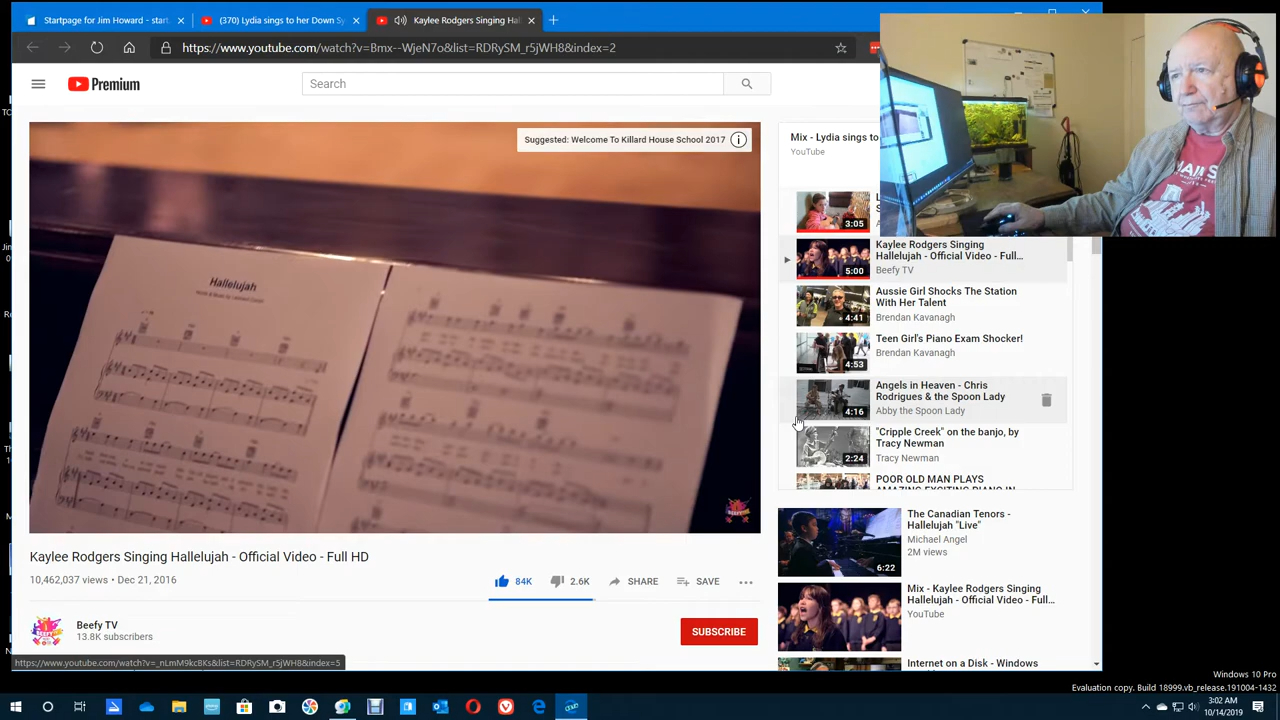 Startpage for Jim Howard - start
(370) Lydia sings to her Down Sy
Kaylee Rodgers Singing Hal
https://www.youtube.com/watch?v=Bmx--WjeN7o&list=RDRySM_r5jWH8&index=2
Premium
Search
Suggested: Welcome To Killard House School 2017
Hallelujah
Mix - Lydia sings to
YouTube
3:05
Kaylee Rodgers Singing
Hallelujah - Official Video - Full...
Beefy TV
5:00
Aussie Girl Shocks The Station
With Her Talent
Brendan Kavanagh
4:41
Teen Girl's Piano Exam Shocker!
Brendan Kavanagh
4:53
Angels in Heaven - Chris
Rodrigues & the Spoon Lady
Abby the Spoon Lady
4:16
"Cripple Creek" on the banjo, by
Tracy Newman
Tracy Newman
2:24
POOR OLD MAN PLAYS
AMAZING EXCITING PIANO IN
The Canadian Tenors -
Hallelujah "Live"
Michael Angel
2M views
6:22
Mix - Kaylee Rodgers Singing
Hallelujah - Official Video - Full...
YouTube
Internet on a Disk - Windows
Kaylee Rodgers Singing Hallelujah - Official Video - Full HD
10,462,037 views • Dec 21, 2016
84K
2.6K
SHARE
SAVE
Beefy TV
13.8K subscribers
SUBSCRIBE
https://www.youtube.com/watch?v=_nLmM9kcBKs&list=RDRySM_r5jWH8&index=5
Windows 10 Pro
Evaluation copy. Build 18999.vb_release.191004-1432
3:02 AM
10/14/2019